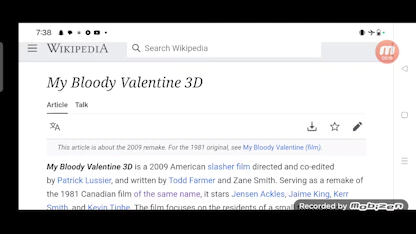 7:38
WIKIPEDIA
Search Wikipedia
00:16
My Bloody Valentine 3D
Article Talk
This article is about the 2009 remake. For the 1981 original, see My Bloody Valentine (film).
My Bloody Valentine 3D is a 2009 American slasher film directed and co-edited
by Patrick Lussier, and written by Todd Farmer and Zane Smith. Serving as a remake of
the 1981 Canadian film of the same name, it stars Jensen Ackles, Jaime King, Kerr
Smith, and Kevin Tighe. The film focuses on the residents of a small
Recorded by Mobizen